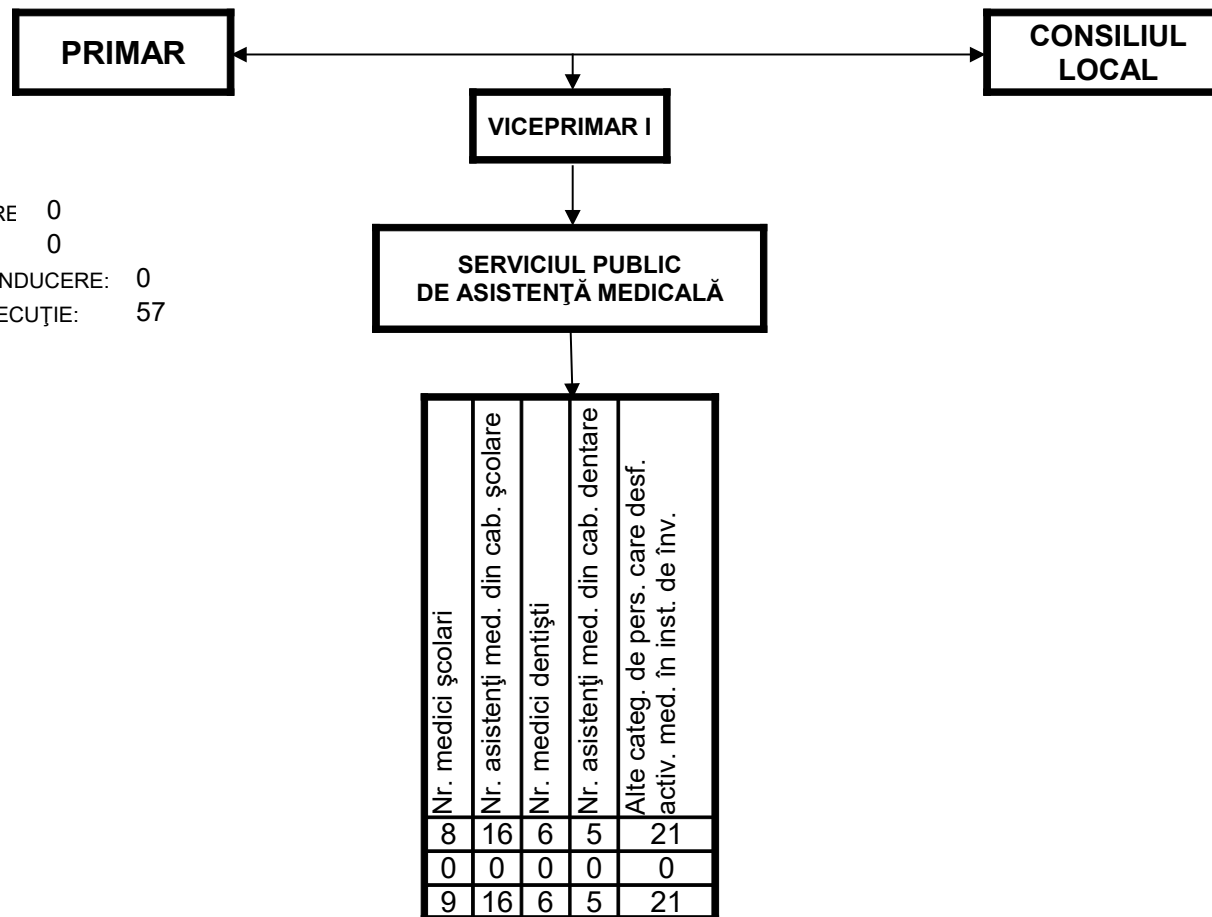 PRIMAR
CONSILIUL
LOCAL
VICEPRIMAR I
RE 0
0
NDUCERE: 0
ECUŢIE: 57
SERVICIUL PUBLIC
DE ASISTENŢĂ MEDICALĂ
Nr. medici şcolari
Nr. asistenţi med. din cab. şcolare
Nr. medici dentişti
Nr. asistenţi med. din cab. dentare
Alte categ. de pers. care desf.
activ. med. în inst. de înv.
8 16 6 5 21
0 0 0 0 0
9 16 6 5 21